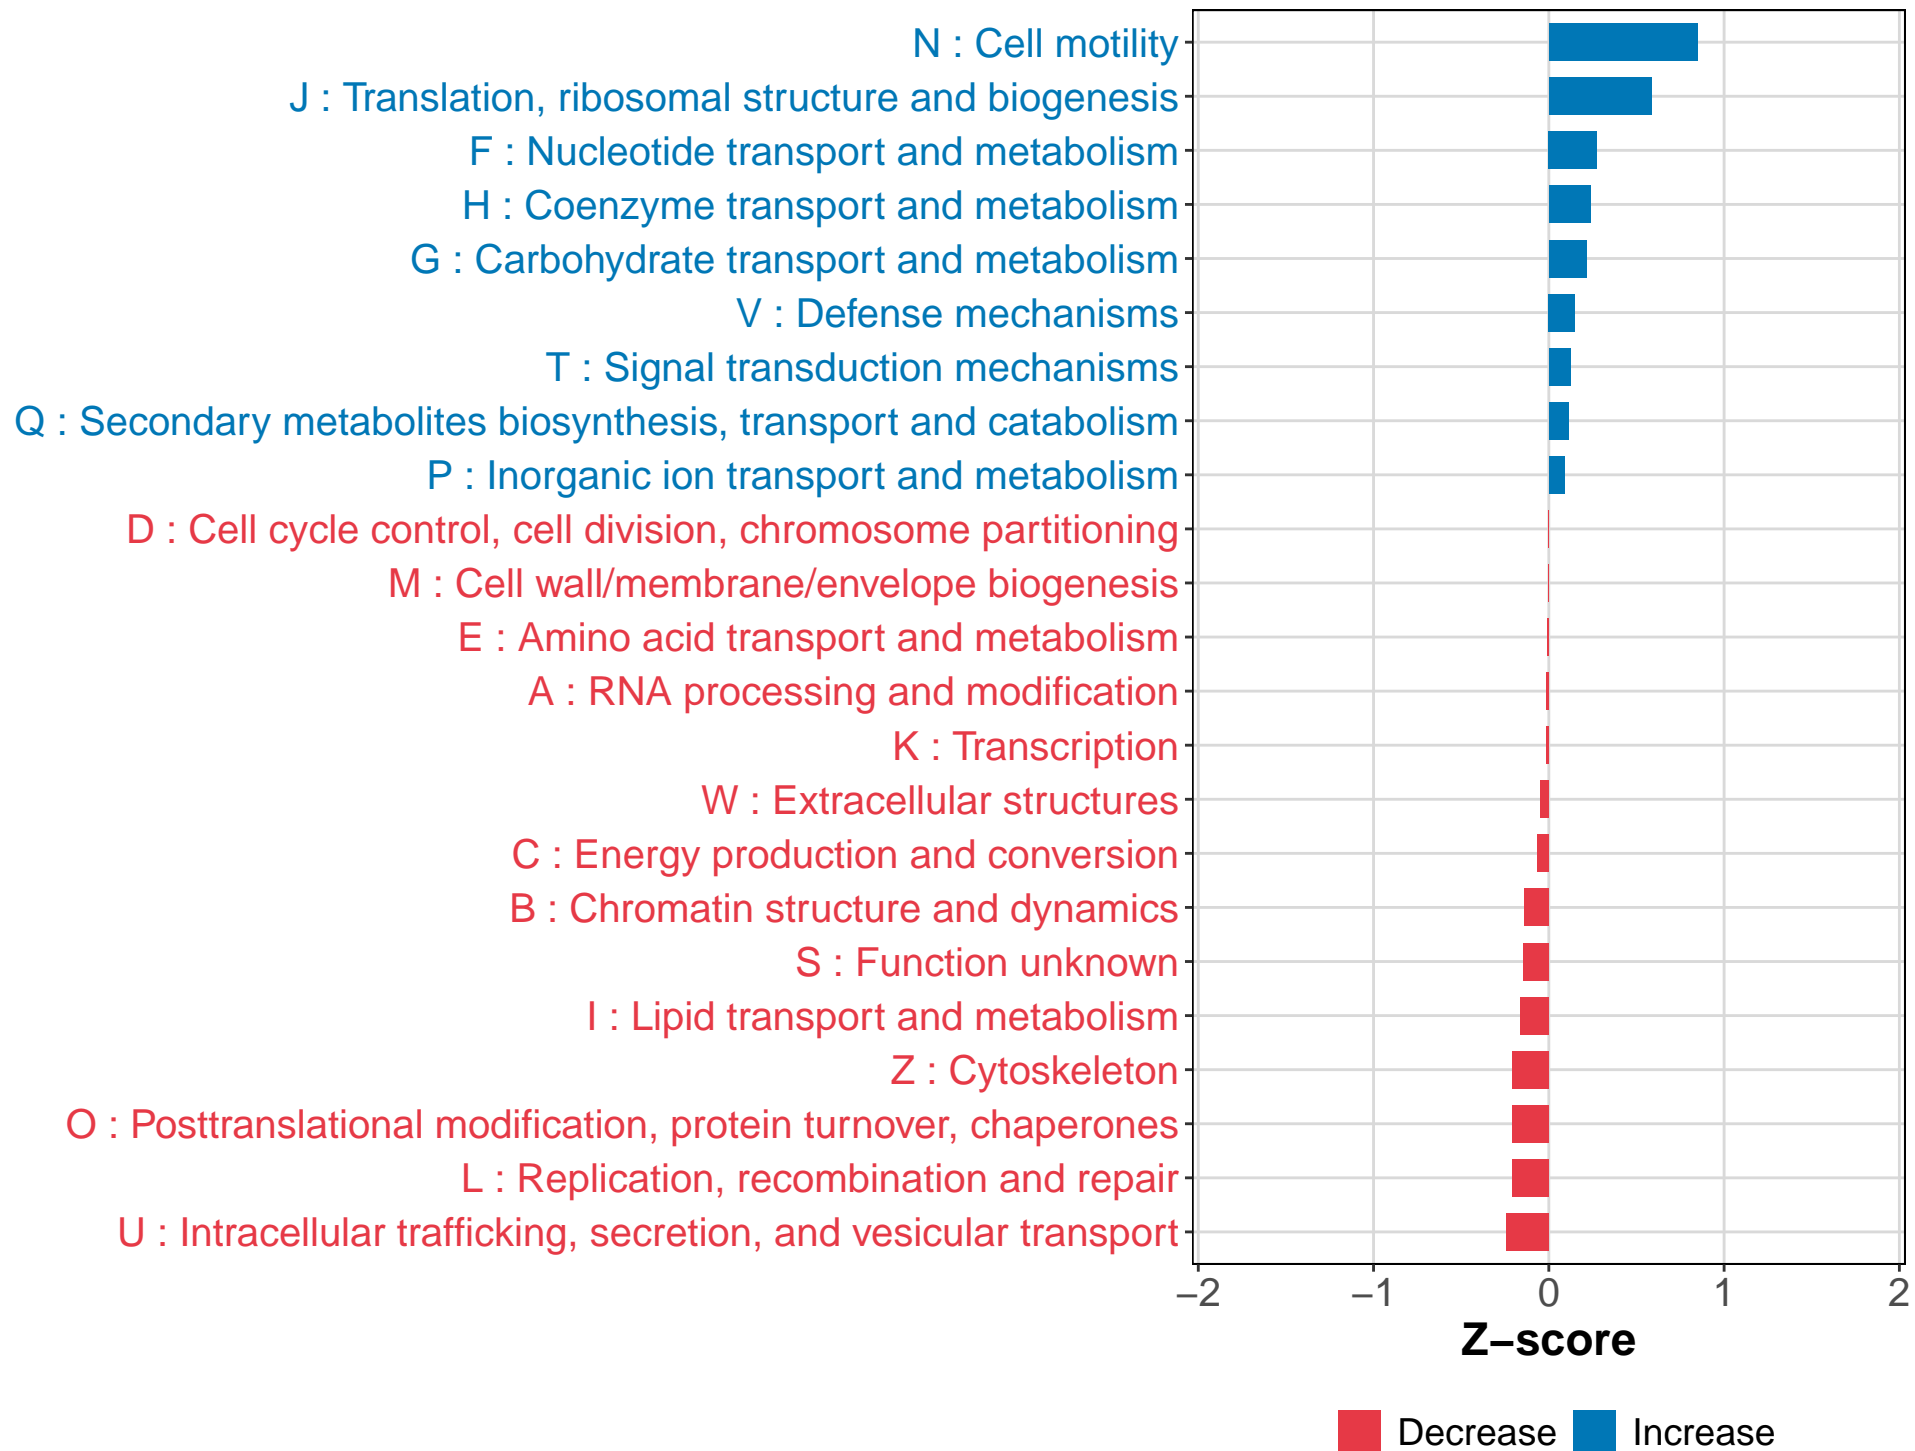 N : Cell motility
J : Translation, ribosomal structure and biogenesis
F : Nucleotide transport and metabolism
H : Coenzyme transport and metabolism
G : Carbohydrate transport and metabolism
V : Defense mechanisms
T : Signal transduction mechanisms
Q : Secondary metabolites biosynthesis, transport and catabolism
P : Inorganic ion transport and metabolism
D : Cell cycle control, cell division, chromosome partitioning
M : Cell wall/membrane/envelope biogenesis
E : Amino acid transport and metabolism
A : RNA processing and modification
K : Transcription
W : Extracellular structures
C : Energy production and conversion
B : Chromatin structure and dynamics
S : Function unknown
I : Lipid transport and metabolism
Z : Cytoskeleton
O : Posttranslational modification, protein turnover, chaperones
L : Replication, recombination and repair
U : Intracellular trafficking, secretion, and vesicular transport
−2 −1 0 1 2
Z−score
Decrease Increase